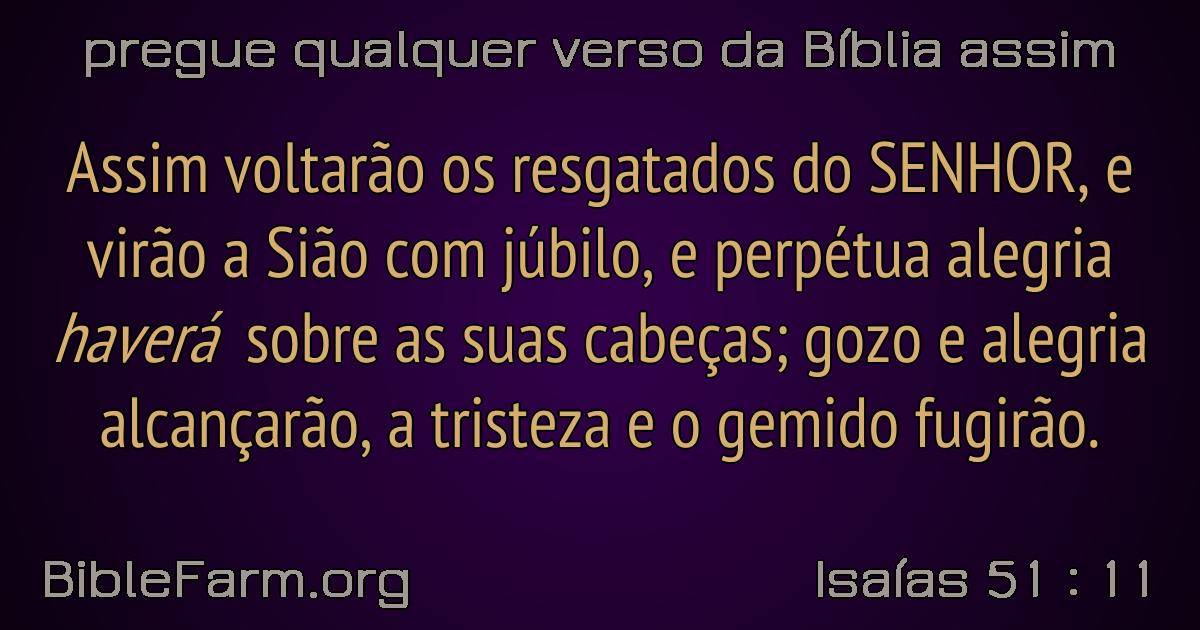 pregue qualquer verso da Bíblia assim
Assim voltarão os resgatados do SENHOR, e
virão a Sião com júbilo, e perpétua alegria
haverá sobre as suas cabeças; gozo e alegria
alcançarão, a tristeza e o gemido fugirão.
BibleFarm.org
Isaías 51 : 11